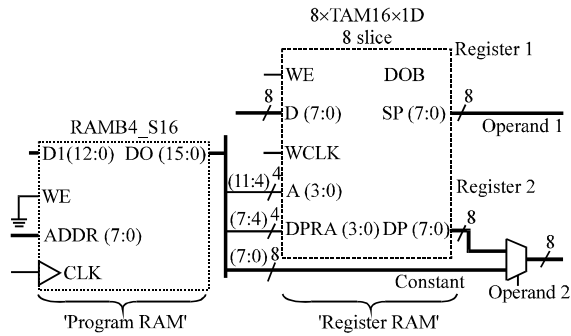 8×TAM16×1D
8 slice
Register 1
WE
DOB
8
D (7:0)
SP (7:0)
8
Operand 1
RAMB4_S16
D1(12:0)
DO (15:0)
WCLK
(11:4)
4
A (3:0)
Register 2
WE
(7:4)
4
DPRA (3:0)
DP (7:0)
8
ADDR (7:0)
(7:0)
8
8
CLK
Constant
Operand 2
'Program RAM'
'Register RAM'